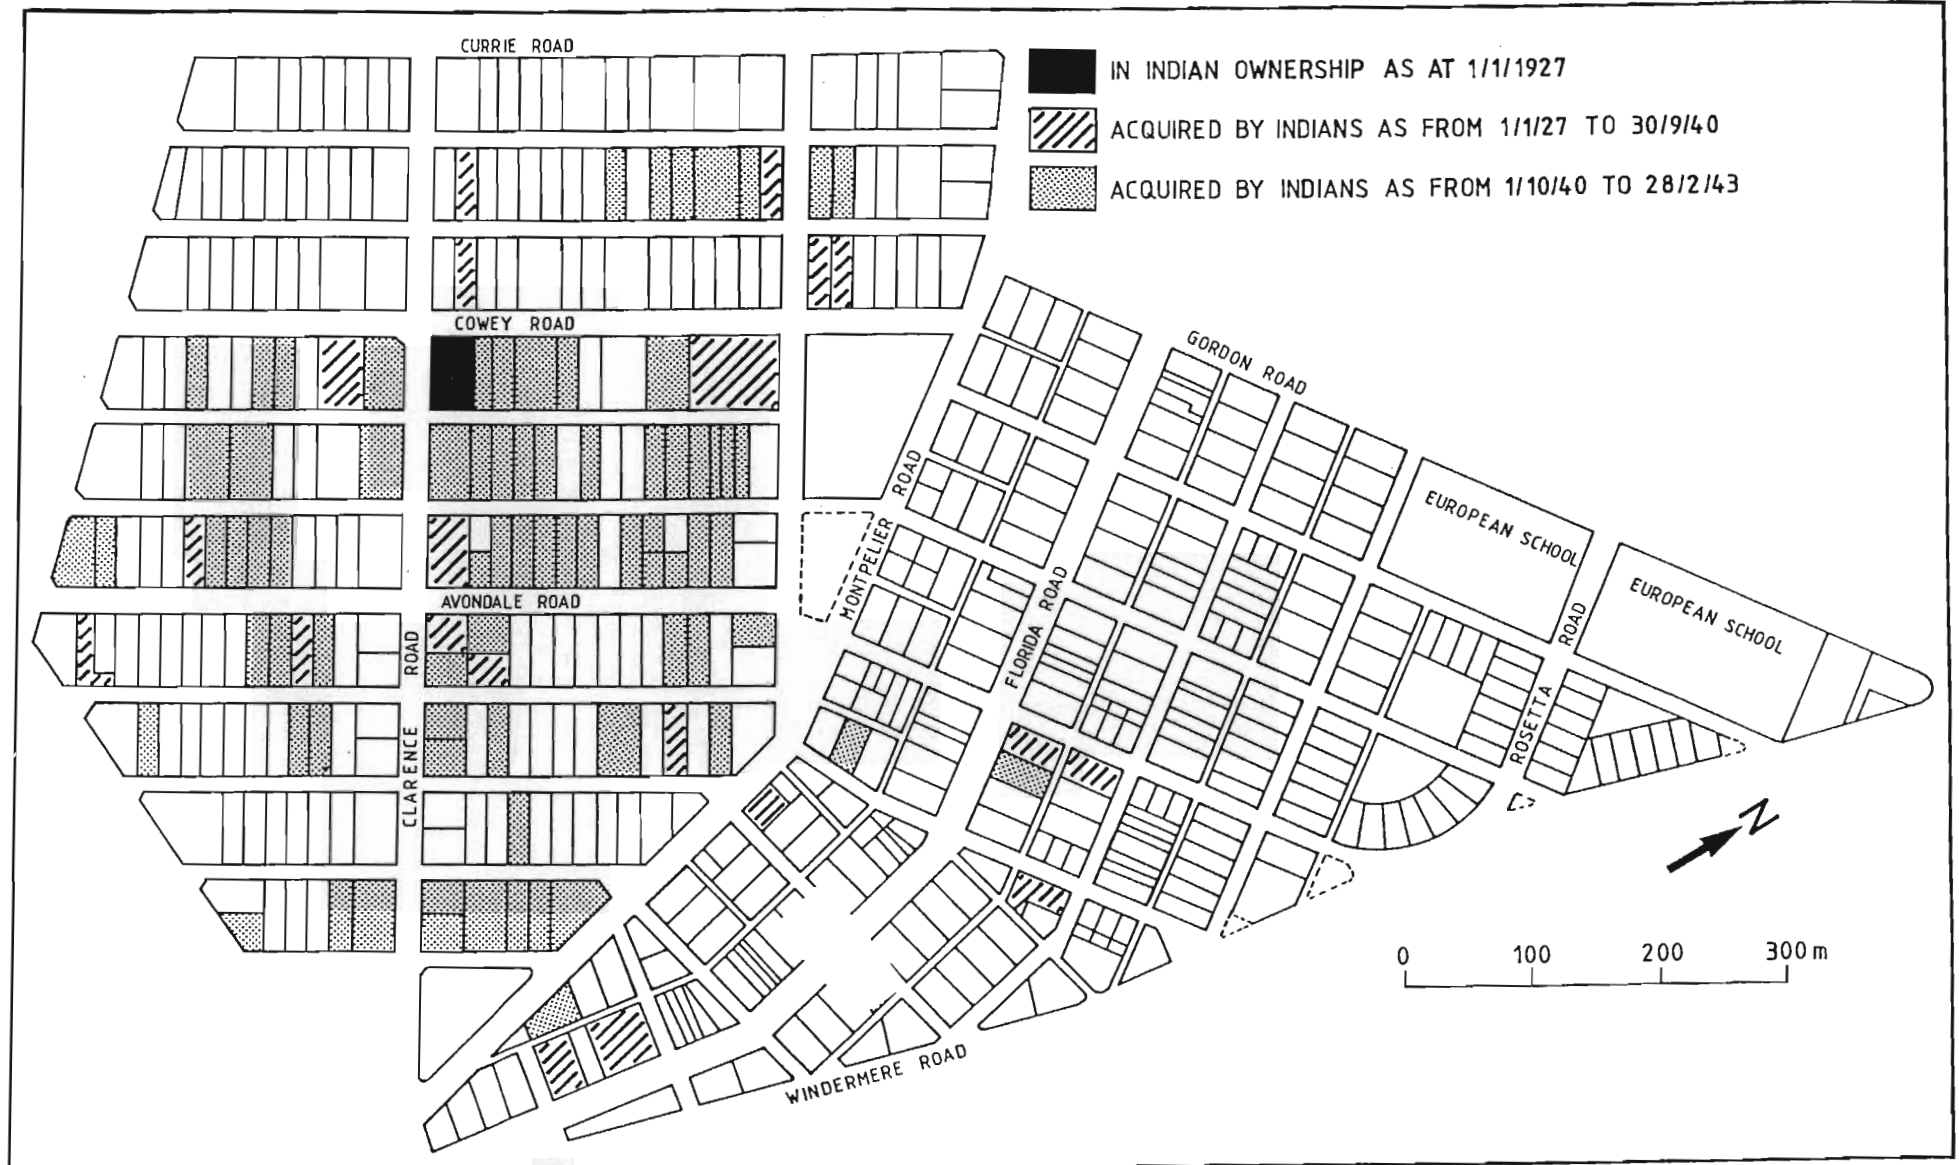 CURRIE ROAD
IN INDIAN OWNERSHIP AS AT 1/1/1927
ACQUIRED BY INDIANS AS FROM 1/1/27 TO 30/9/40
ACQUIRED BY INDIANS AS FROM 1/10/40 TO 28/2/43
COWEY ROAD
GORDON ROAD
MONTPELIER ROAD
EUROPEAN SCHOOL
EUROPEAN SCHOOL
AVONDALE ROAD
FLORIDA ROAD
ROSETTA ROAD
CLARENCE ROAD
N
0 100 200 300 m
WINDERMERE ROAD